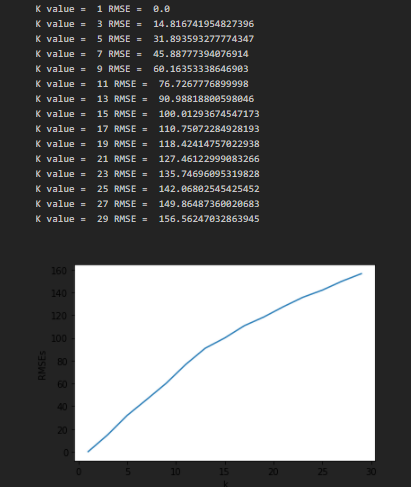 K value =  1 RMSE =  0.0
K value =  3 RMSE =  14.816741954827396
K value =  5 RMSE =  31.893593277774347
K value =  7 RMSE =  45.88777394076914
K value =  9 RMSE =  60.16353338646903
K value =  11 RMSE =  76.7267776899998
K value =  13 RMSE =  90.98818800598046
K value =  15 RMSE =  100.01293674547173
K value =  17 RMSE =  110.75072284928193
K value =  19 RMSE =  118.42414757022938
K value =  21 RMSE =  127.46122999083266
K value =  23 RMSE =  135.74696095319828
K value =  25 RMSE =  142.06802545425452
K value =  27 RMSE =  149.86487360020683
K value =  29 RMSE =  156.56247032863945
160
140
120
100
80
60
40
20
0
RMSEs
0 5 10 15 20 25 30
k